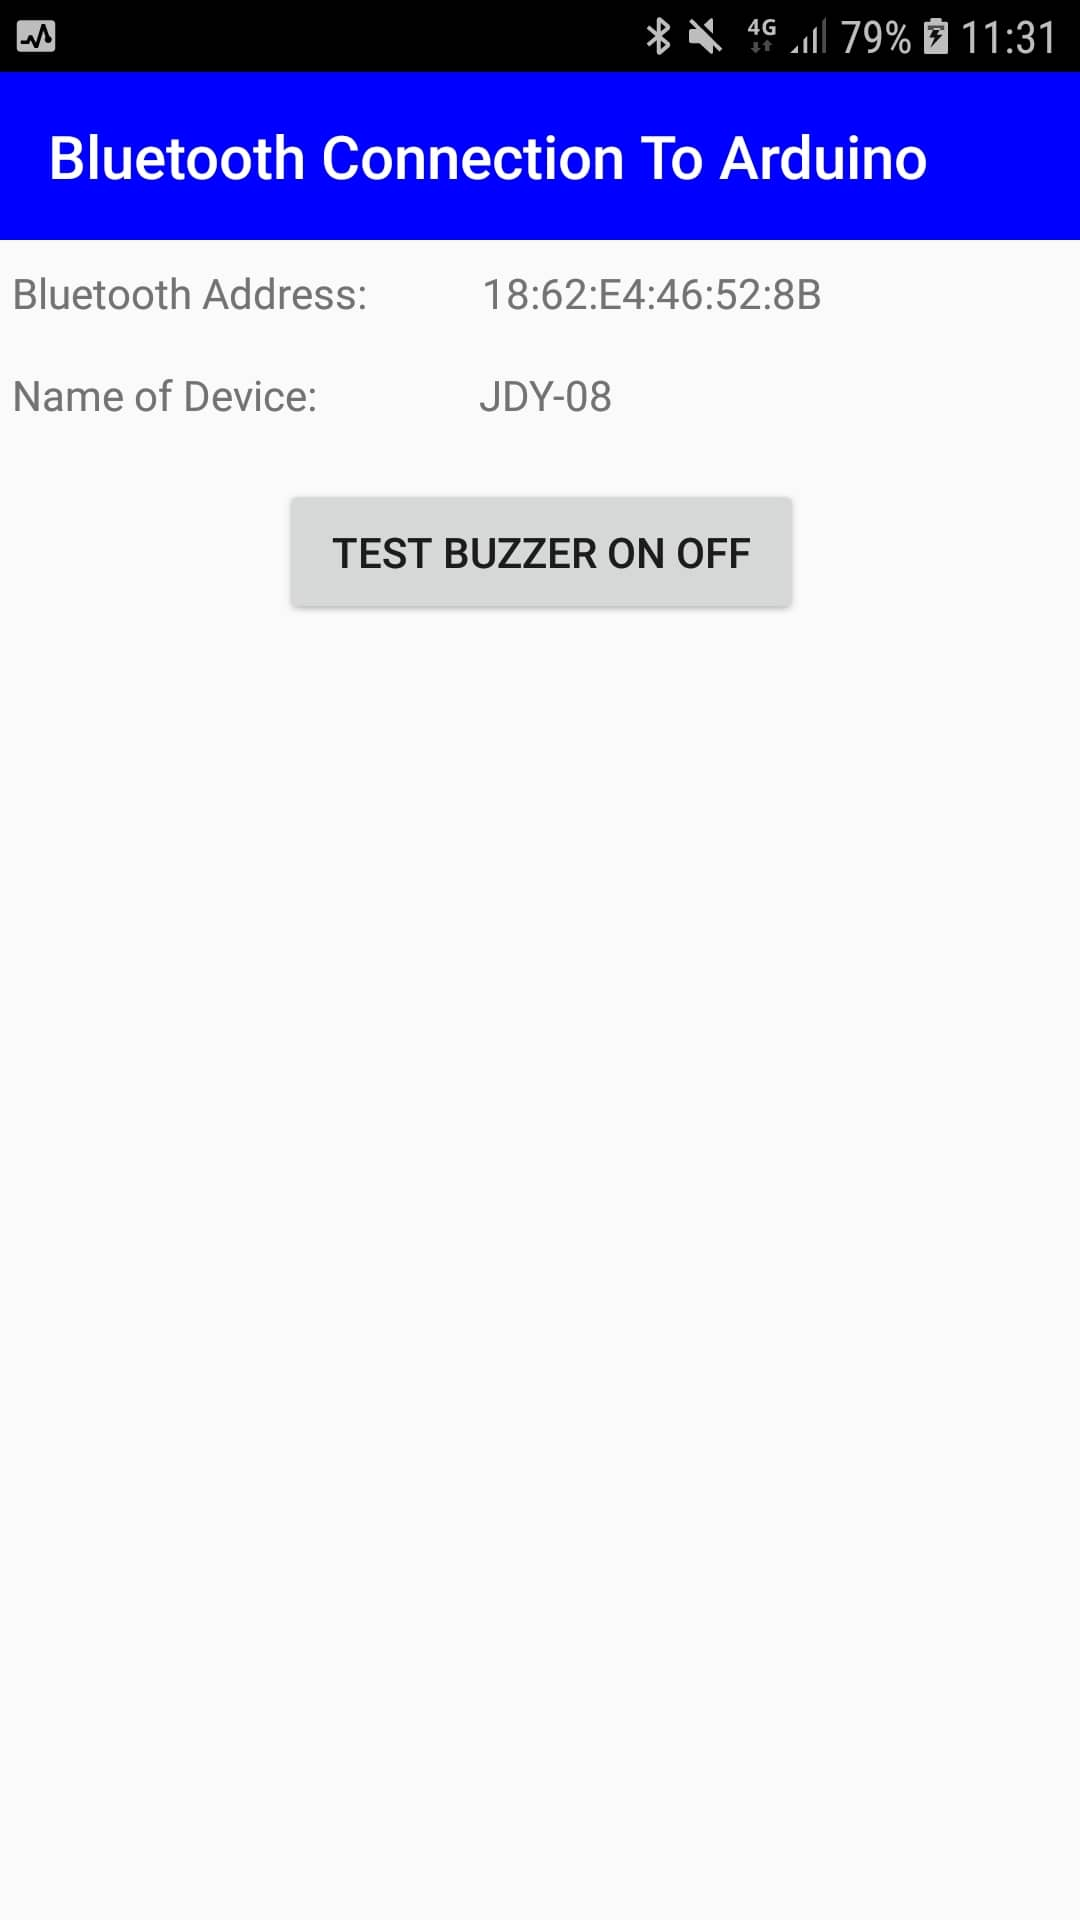 4G 79% 11:31
Bluetooth Connection To Arduino
Bluetooth Address: 18:62:E4:46:52:8B
Name of Device: JDY-08
TEST BUZZER ON OFF